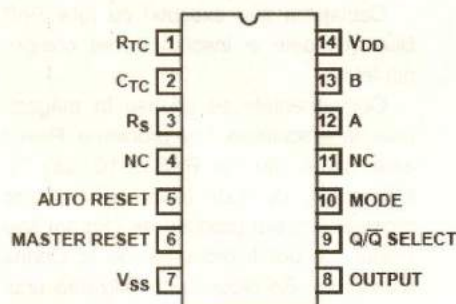 RTC 1
CTC 2
RS 3
NC 4
AUTO RESET 5
MASTER RESET 6
VSS 7
14 VDD
13 B
12 A
11 NC
10 MODE
9 Q/Q̅ SELECT
8 OUTPUT